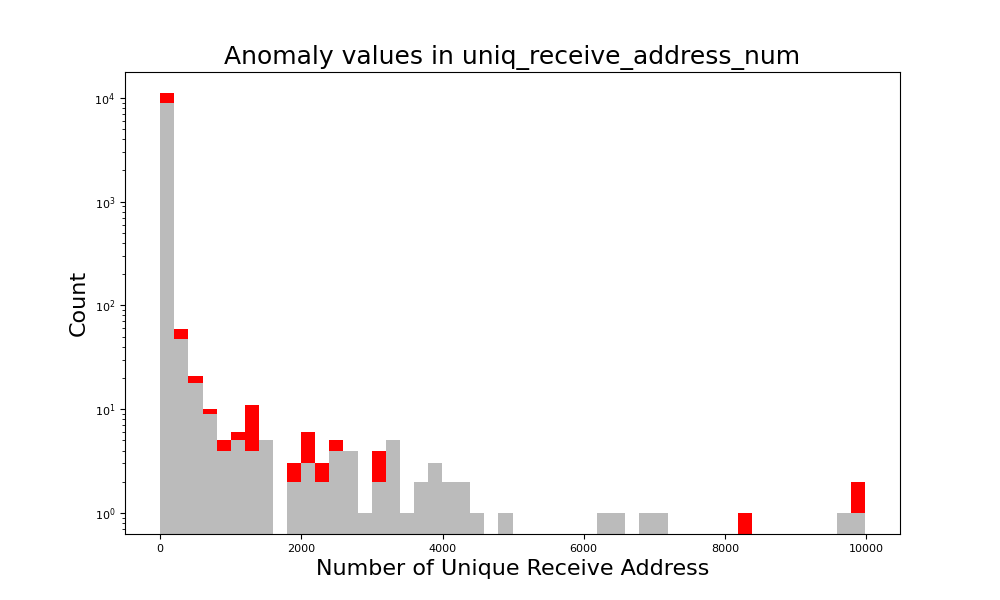 Anomaly values in uniq_receive_address_num
Count
10⁴
10³
10²
10¹
10⁰
0 2000 4000 6000 8000 10000
Number of Unique Receive Address